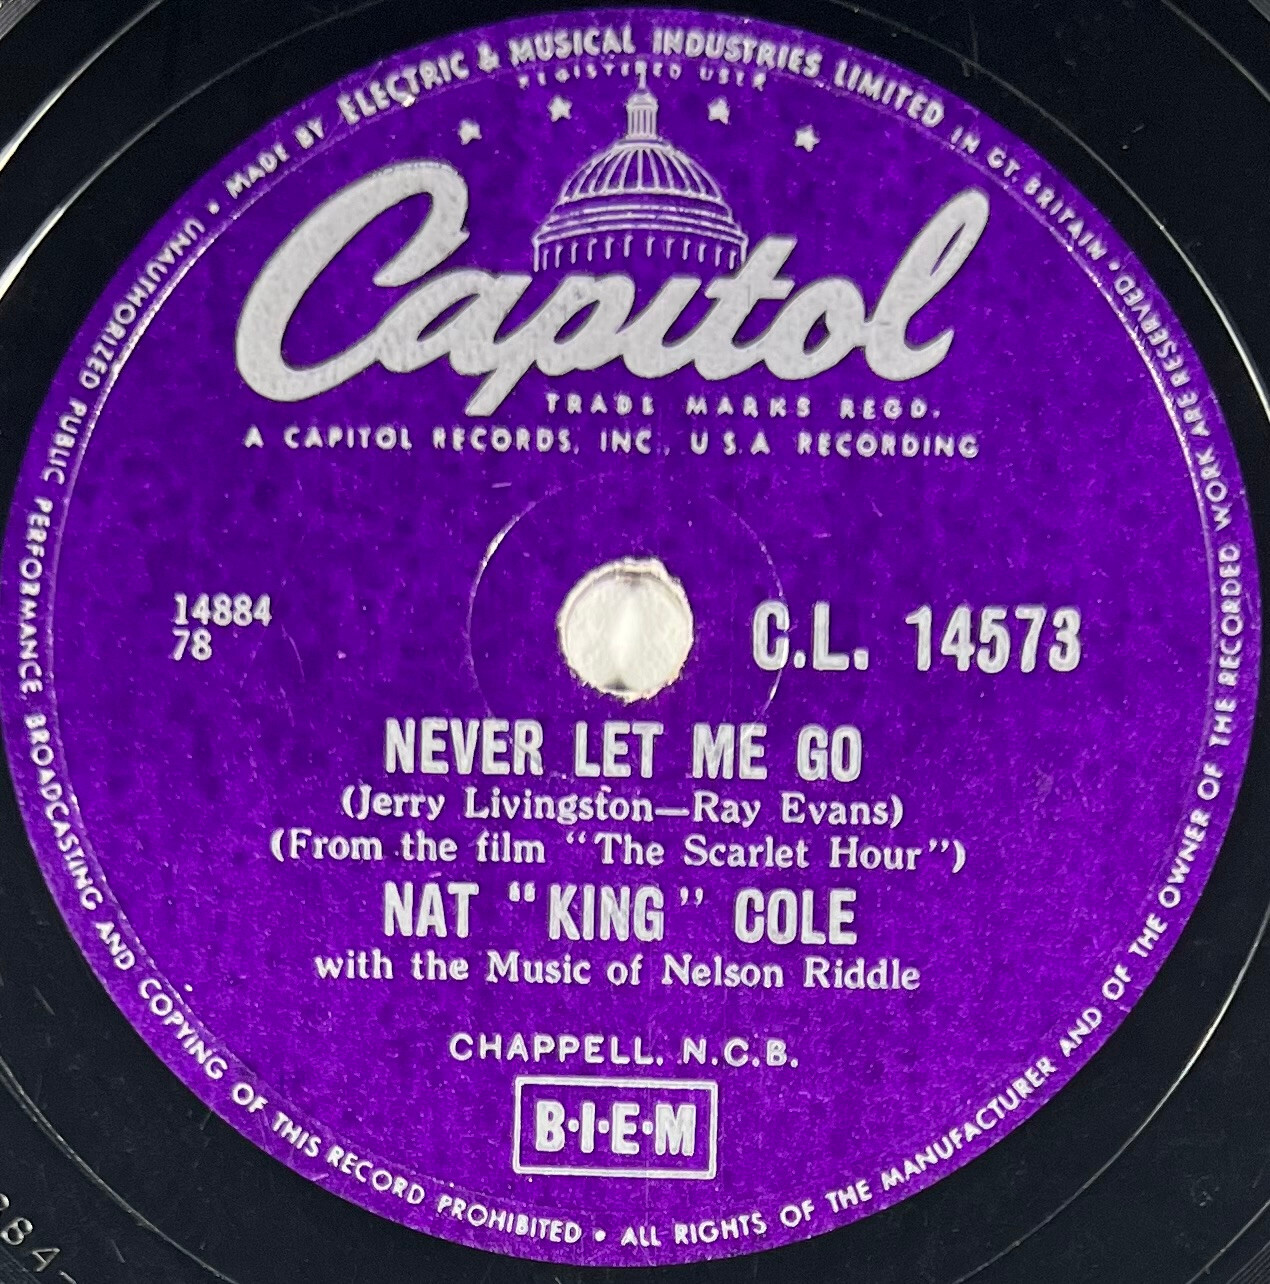 MADE BY ELECTRIC & MUSICAL INDUSTRIES LIMITED IN GT. BRITAIN • ALL RIGHTS OF THE MANUFACTURER AND OF THE OWNER OF THE RECORDED WORK ARE RESERVED • UNAUTHORIZED PUBLIC PERFORMANCE, BROADCASTING AND COPYING OF THIS RECORD PROHIBITED •
REGISTERED USER
Capitol
TRADE MARKS REGD.
A CAPITOL RECORDS, INC., U.S.A RECORDING
14884
78
C.L. 14573
NEVER LET ME GO
(Jerry Livingston—Ray Evans)
(From the film "The Scarlet Hour")
NAT "KING" COLE
with the Music of Nelson Riddle
CHAPPELL. N.C.B.
B·I·E·M